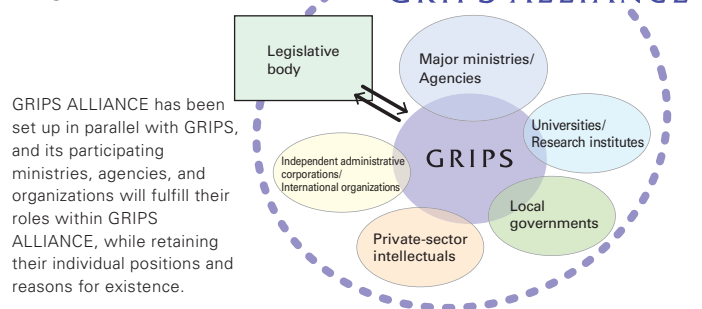 GRIPS ALLIANCE
Legislative
body
Major ministries/
Agencies
GRIPS ALLIANCE has been
set up in parallel with GRIPS,
and its participating
ministries, agencies, and
organizations will fulfill their
roles within GRIPS
ALLIANCE, while retaining
their individual positions and
reasons for existence.
Universities/
Research institutes
GRIPS
Independent administrative
corporations/
International organizations
Local
governments
Private-sector
intellectuals